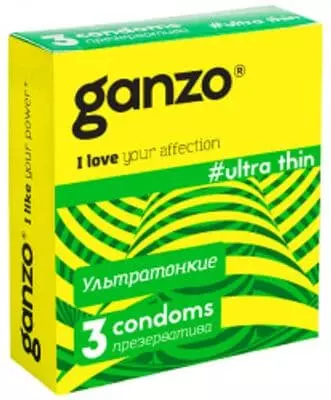 3 condoms
презерватива
ganzo®
I love your affection
#ultra thin
Ультратонкие
3 condoms
презерватива
ganzo® I like your power